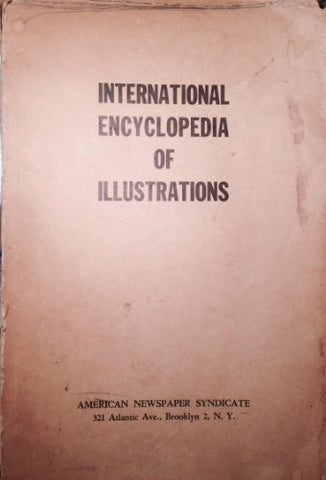 INTERNATIONAL
ENCYCLOPEDIA
OF
ILLUSTRATIONS
AMERICAN NEWSPAPER SYNDICATE
321 Atlantic Ave., Brooklyn 2, N. Y.